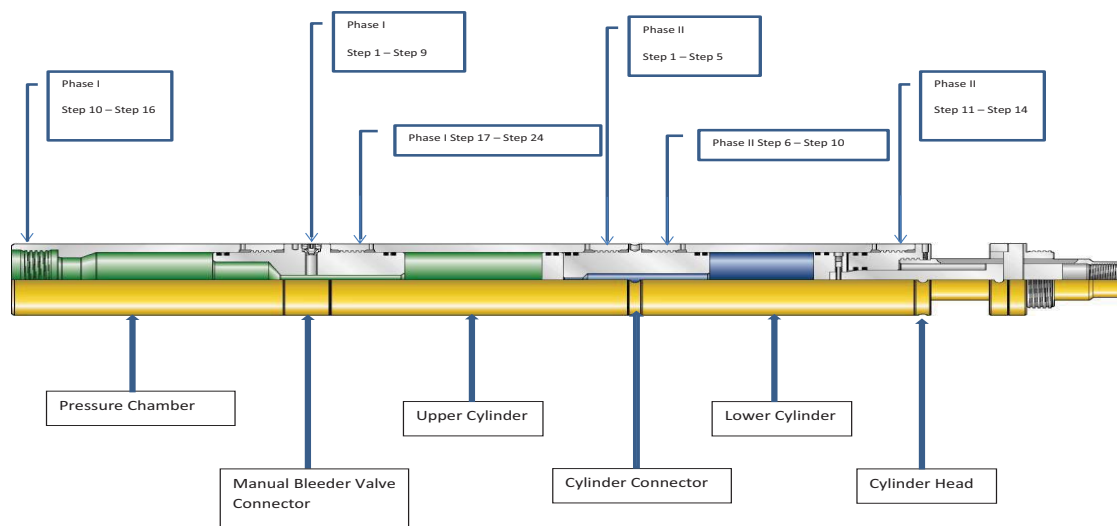 Phase I
Step 1 – Step 9
Phase II
Step 1 – Step 5
Phase I
Step 10 – Step 16
Phase II
Step 11 – Step 14
Phase I Step 17 – Step 24
Phase II Step 6 – Step 10
Pressure Chamber
Upper Cylinder
Lower Cylinder
Manual Bleeder Valve
Connector
Cylinder Connector
Cylinder Head